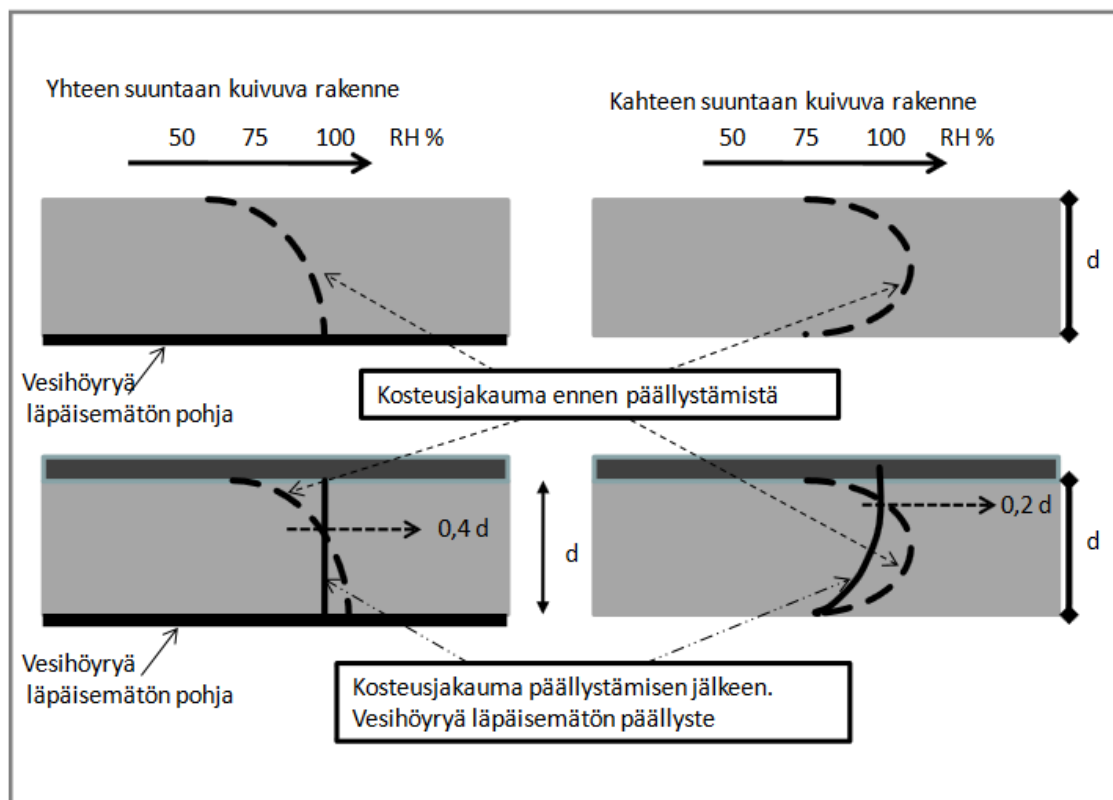 Yhteen suuntaan kuivuva rakenne
50 75 100 RH %
Kahteen suuntaan kuivuva rakenne
50 75 100 RH %
d
Vesihöyryä
läpäisemätön pohja
Kosteusjakauma ennen päällystämistä
0,4 d
d
0,2 d
d
Vesihöyryä
läpäisemätön pohja
Kosteusjakauma päällystämisen jälkeen.
Vesihöyryä läpäisemätön päällyste